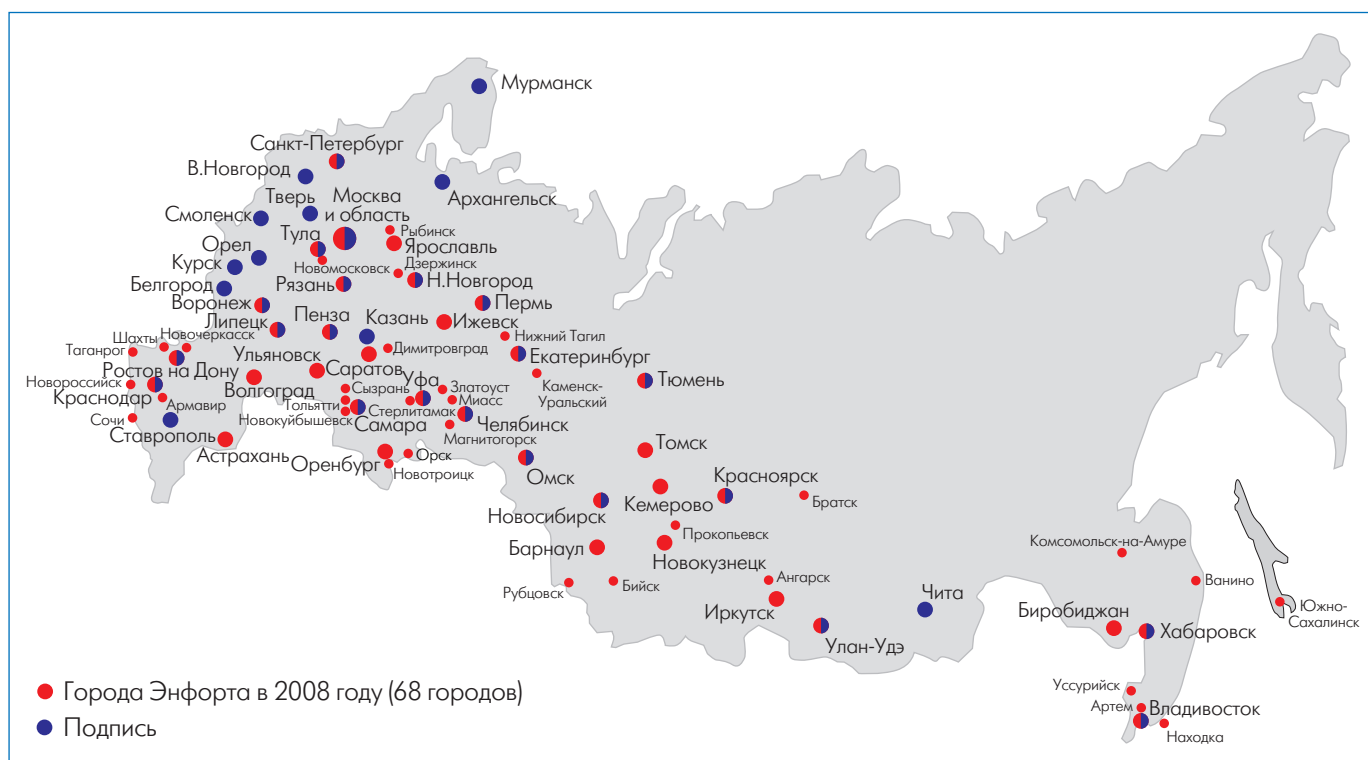 Мурманск
Санкт-Петербург
В.Новгород
Тверь
Москва
и область
Архангельск
Смоленск
Рыбинск
Тула
Ярославль
Орел
Новомосковск
Дзержинск
Курск
Рязань
Н.Новгород
Белгород
Воронеж
Пермь
Липецк
Пенза
Казань
Ижевск
Шахты
Новочеркасск
Нижний Тагил
Таганрог
Ульяновск
Димитровград
Екатеринбург
Ростов на Дону
Саратов
Каменск-
Уральский
Тюмень
Новороссийск
Волгоград
Сызрань
Уфа
Златоуст
Краснодар
Армавир
Тольятти
Стерлитамак
Миасс
Сочи
Новокуйбышевск
Самара
Челябинск
Ставрополь
Магнитогорск
Астрахань
Оренбург
Орск
Новотроицк
Омск
Томск
Красноярск
Кемерово
Братск
Новосибирск
Прокопьевск
Барнаул
Новокузнецк
Комсомольск-на-Амуре
Рубцовск
Бийск
Ангарск
Ванино
Иркутск
Чита
Биробиджан
Южно-
Сахалинск
Улан-Удэ
Хабаровск
Уссурийск
Артем
Владивосток
Находка
Города Энфорта в 2008 году (68 городов)
Подпись